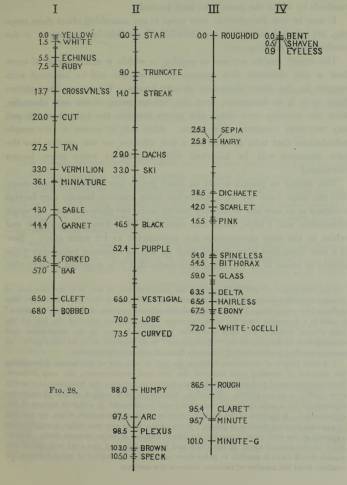 I
0.0 YELLOW
1.5 WHITE
5.5 ECHINUS
7.5 RUBY
13.7 CROSSV'NL'SS
20.0 CUT
27.5 TAN
33.0 VERMILION
36.1 MINIATURE
43.0 SABLE
44.4 GARNET
56.5 FORKED
57.0 BAR
65.0 CLEFT
68.0 BOBBED
FIG. 28.
II
0.0 STAR
9.0 TRUNCATE
14.0 STREAK
29.0 DACHS
33.0 SKI
46.5 BLACK
52.4 PURPLE
65.0 VESTIGIAL
70.0 LOBE
73.5 CURVED
88.0 HUMPY
97.5 ARC
98.5 PLEXUS
103.0 BROWN
105.0 SPECK
III
0.0 ROUGHOID
25.3 SEPIA
25.8 HAIRY
38.5 DICHAETE
42.0 SCARLET
45.5 PINK
54.0 SPINELESS
54.5 BITHORAX
59.0 GLASS
63.5 DELTA
65.5 HAIRLESS
67.5 EBONY
72.0 WHITE-OCELLI
86.5 ROUGH
95.4 CLARET
95.7 MINUTE
101.0 MINUTE-G
IV
0.0 BENT
0.5 SHAVEN
0.9 EYELESS